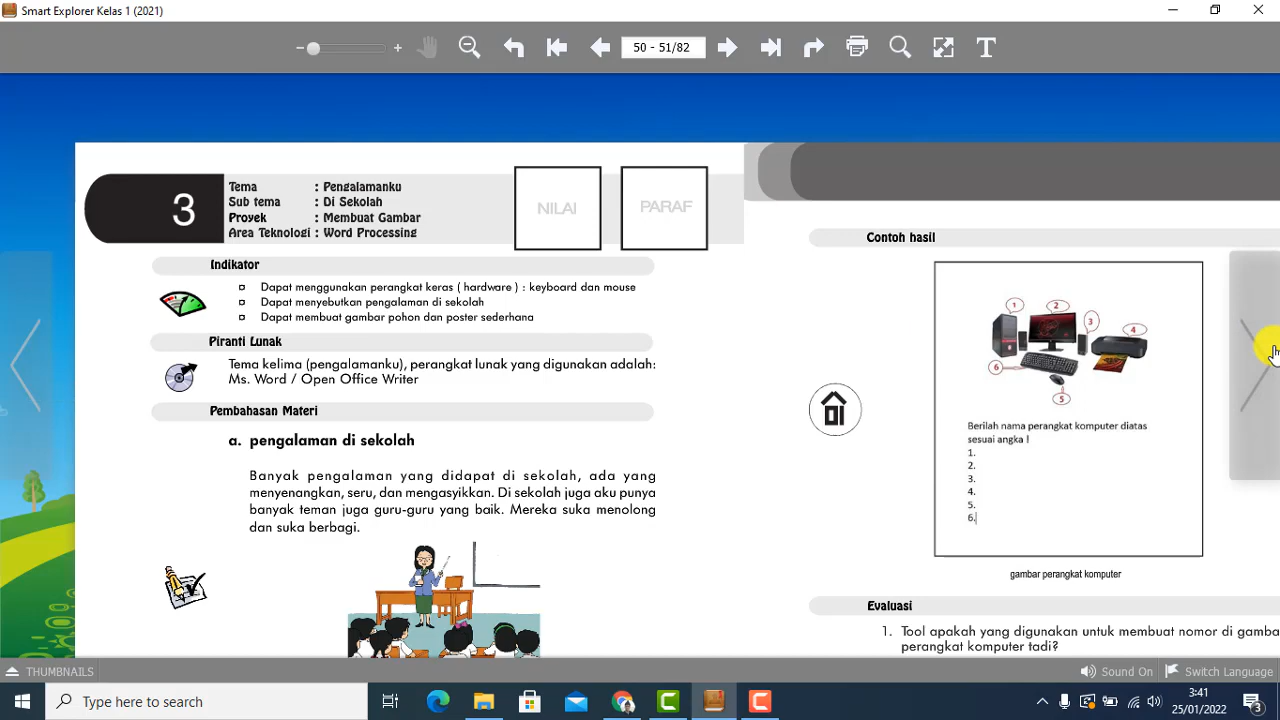 Smart Explorer Kelas 1 (2021)
50 - 51/82
T
3
Tema : Pengalamanku
Sub tema : Di Sekolah
Proyek : Membuat Gambar
Area Teknologi : Word Processing
NILAI
PARAF
Indikator
Dapat menggunakan perangkat keras ( hardware ) : keyboard dan mouse
Dapat menyebutkan pengalaman di sekolah
Dapat membuat gambar pohon dan poster sederhana
Piranti Lunak
Tema kelima (pengalamanku), perangkat lunak yang digunakan adalah:
Ms. Word / Open Office Writer
Pembahasan Materi
a. pengalaman di sekolah
Banyak pengalaman yang didapat di sekolah, ada yang
menyenangkan, seru, dan mengasyikkan. Di sekolah juga aku punya
banyak teman juga guru-guru yang baik. Mereka suka menolong
dan suka berbagi.
Contoh hasil
1
2
3
4
6
5
Berilah nama perangkat komputer diatas
sesuai angka !
1.
2.
3.
4.
5.
6.
gambar perangkat komputer
Evaluasi
1. Tool apakah yang digunakan untuk membuat nomor di gamba
perangkat komputer tadi?
THUMBNAILS
Sound On
Switch Language
Type here to search
3:41
25/01/2022
3